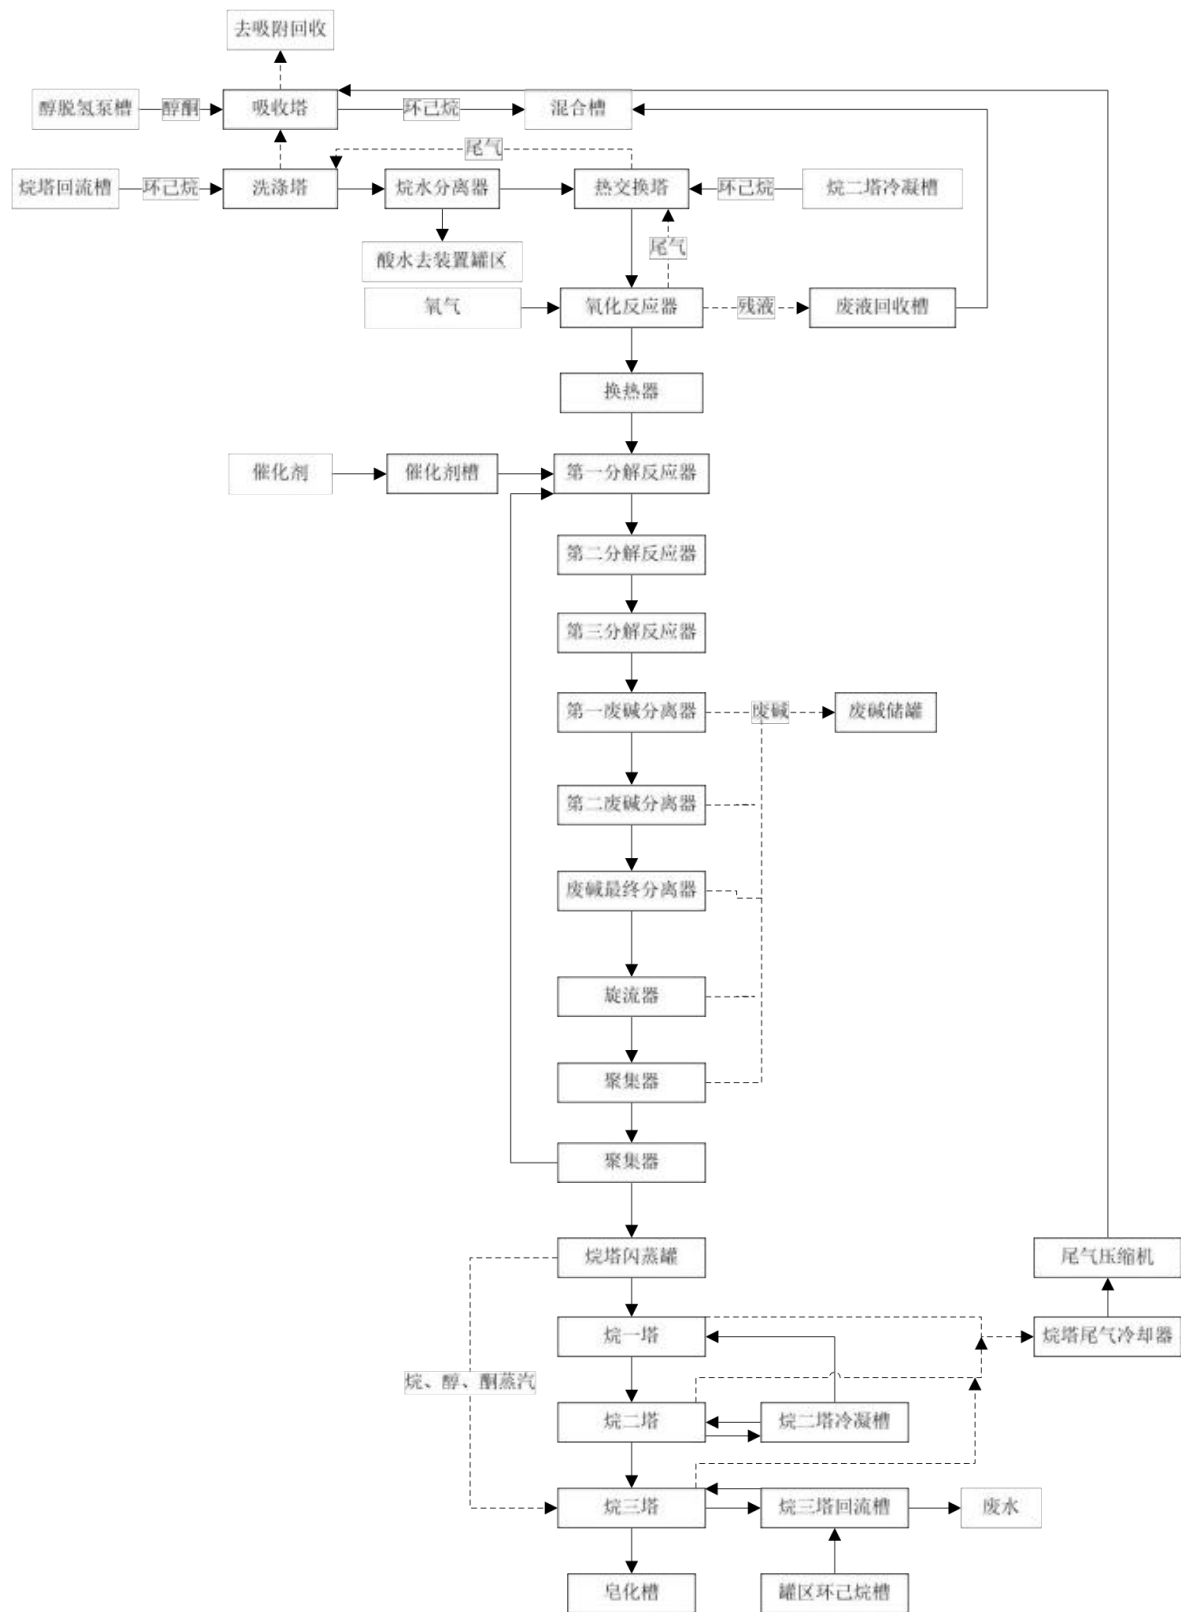 去吸附回收
醇脱氢泵槽
醇酮
吸收塔
环己烷
混合槽
尾气
烷塔回流槽
环己烷
洗涤塔
烷水分离器
热交换塔
环己烷
烷二塔冷凝槽
尾气
酸水去装置罐区
氧气
氧化反应器
残液
废液回收槽
换热器
催化剂
催化剂槽
第一分解反应器
第二分解反应器
第三分解反应器
第一废碱分离器
废碱
废碱储罐
第二废碱分离器
废碱最终分离器
旋流器
聚集器
聚集器
烷塔闪蒸罐
尾气压缩机
烷一塔
烷塔尾气冷却器
烷、醇、酮蒸汽
烷二塔
烷二塔冷凝槽
烷三塔
烷三塔回流槽
废水
皂化槽
罐区环己烷槽